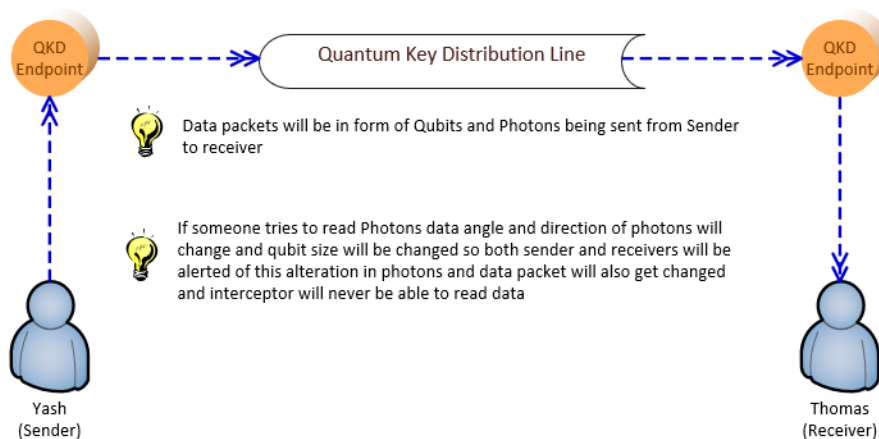 QKD
Endpoint
Quantum Key Distribution Line
QKD
Endpoint
Data packets will be in form of Qubits and Photons being sent from Sender
to receiver
If someone tries to read Photons data angle and direction of photons will
change and qubit size will be changed so both sender and receivers will be
alerted of this alteration in photons and data packet will also get changed
and interceptor will never be able to read data
Yash
(Sender)
Thomas
(Receiver)